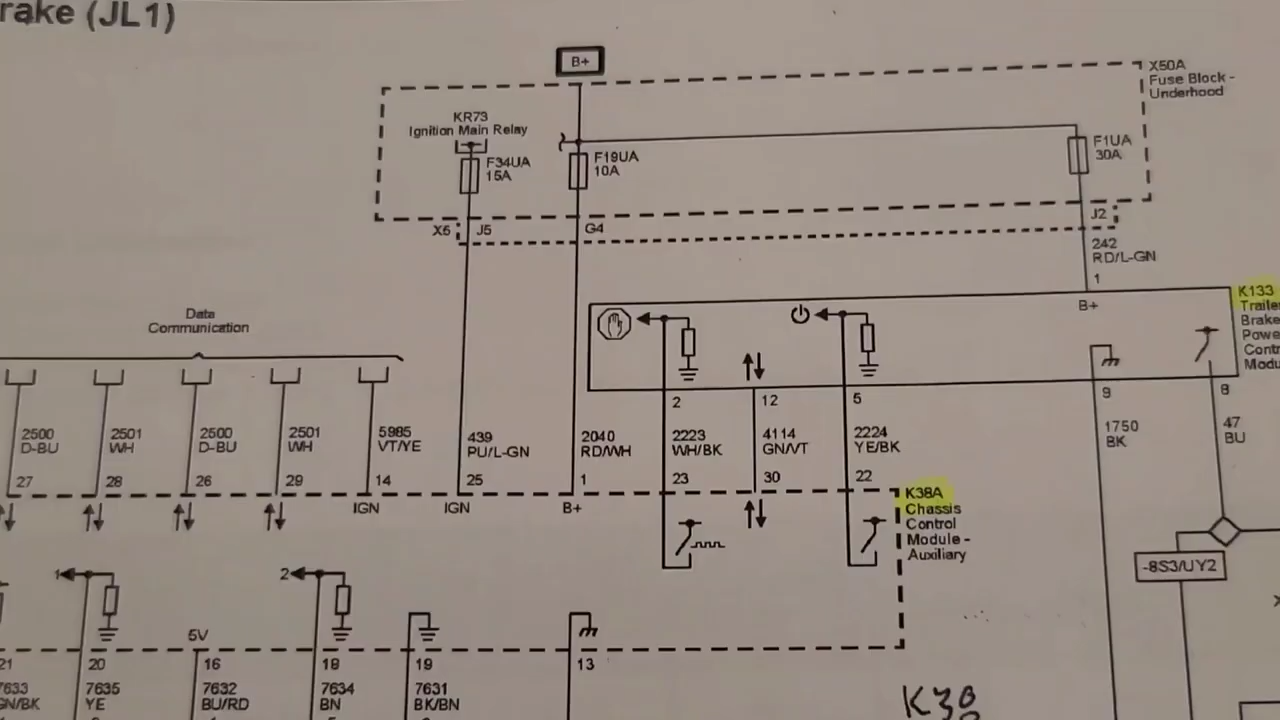 rake (JL1)
B+
X50A
Fuse Block -
Underhood
KR73
Ignition Main Relay
F34UA
15A
F19UA
10A
F1UA
30A
X5
J5
G4
J2
242
RD/L-GN
1
B+
K133
Traile
Brake
Powe
Contr
Modu
Data
Communication
2
12
5
9
8
2500
D-BU
2501
WH
2500
D-BU
2501
WH
5985
VT/YE
439
PU/L-GN
2040
RD/WH
2223
WH/BK
4114
GN/VT
2224
YE/BK
1750
BK
47
BU
27
28
26
29
14
25
1
23
30
22
IGN
IGN
B+
K38A
Chassis
Control
Module -
Auxiliary
-8S3/UY2
1
2
5V
21
20
16
18
19
13
7633
GN/BK
7635
YE
7632
BU/RD
7634
BN
7631
BK/BN
K38